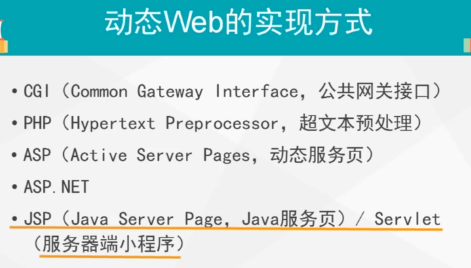 动态Web的实现方式
• CGI（Common Gateway Interface，公共网关接口）
• PHP（Hypertext Preprocessor，超文本预处理）
• ASP（Active Server Pages，动态服务页）
• ASP.NET
• JSP（Java Server Page，Java服务页）/ Servlet
（服务器端小程序）